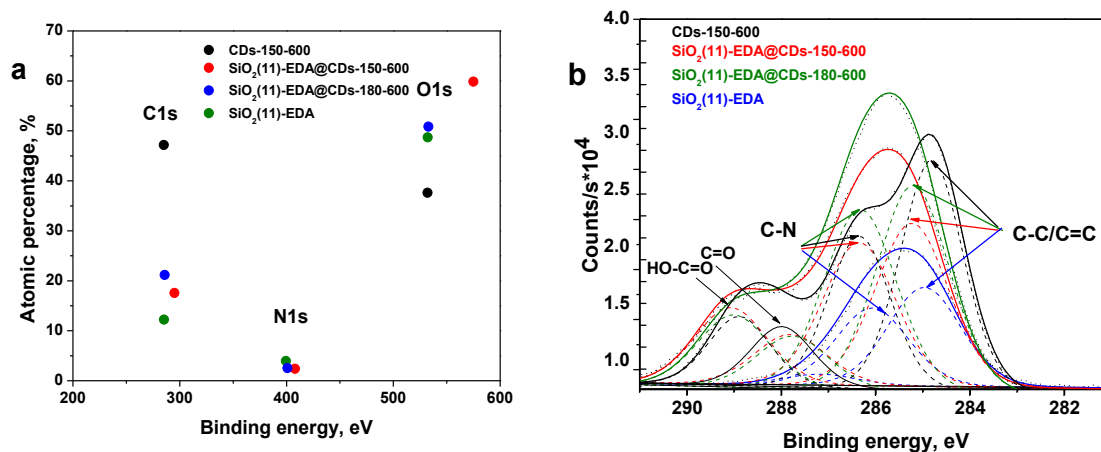 a
70
60
50
40
30
20
10
0
Atomic percentage, %
CDs-150-600
SiO₂(11)-EDA@CDs-150-600
SiO₂(11)-EDA@CDs-180-600
SiO₂(11)-EDA
C1s
O1s
N1s
200 300 400 500 600
Binding energy, eV
b
4.0
3.5
3.0
2.5
2.0
1.5
1.0
Counts/s*10⁴
CDs-150-600
SiO₂(11)-EDA@CDs-150-600
SiO₂(11)-EDA@CDs-180-600
SiO₂(11)-EDA
C-N
C-C/C=C
C=O
HO-C=O
290 288 286 284 282
Binding energy, eV